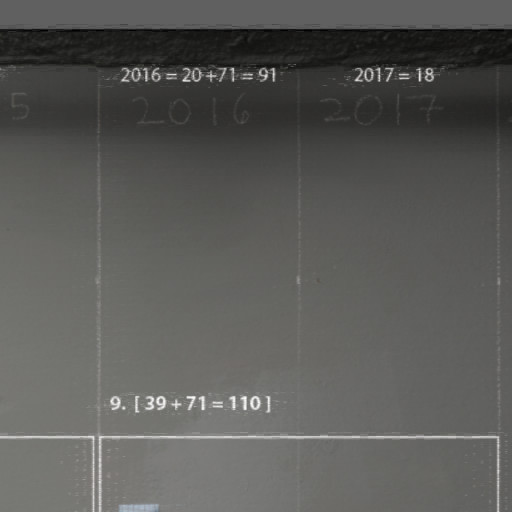 2016 = 20 +71 = 91
2017 = 18
5
2016
2017
9. [ 39 + 71 = 110 ]